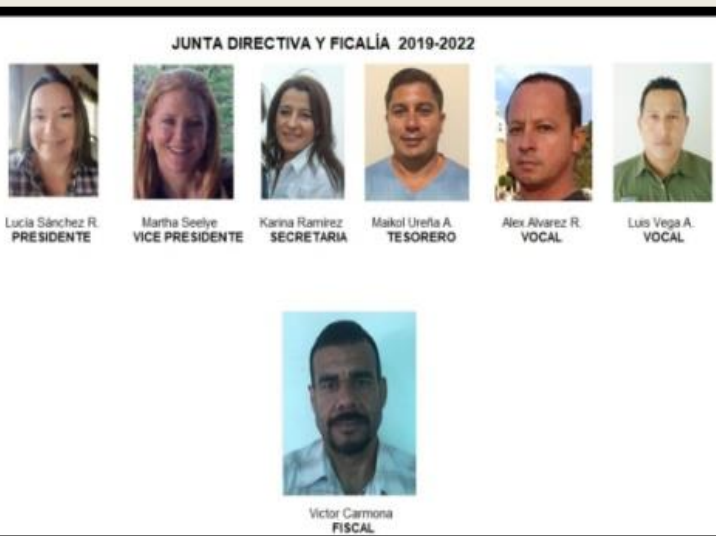 JUNTA DIRECTIVA Y FICALÍA 2019-2022
Lucía Sánchez R.
PRESIDENTE
Martha Seelye
VICE PRESIDENTE
Karina Ramírez
SECRETARIA
Maikol Ureña A.
TESORERO
Alex Alvarez R.
VOCAL
Luis Vega A.
VOCAL
Victor Carmona
FISCAL